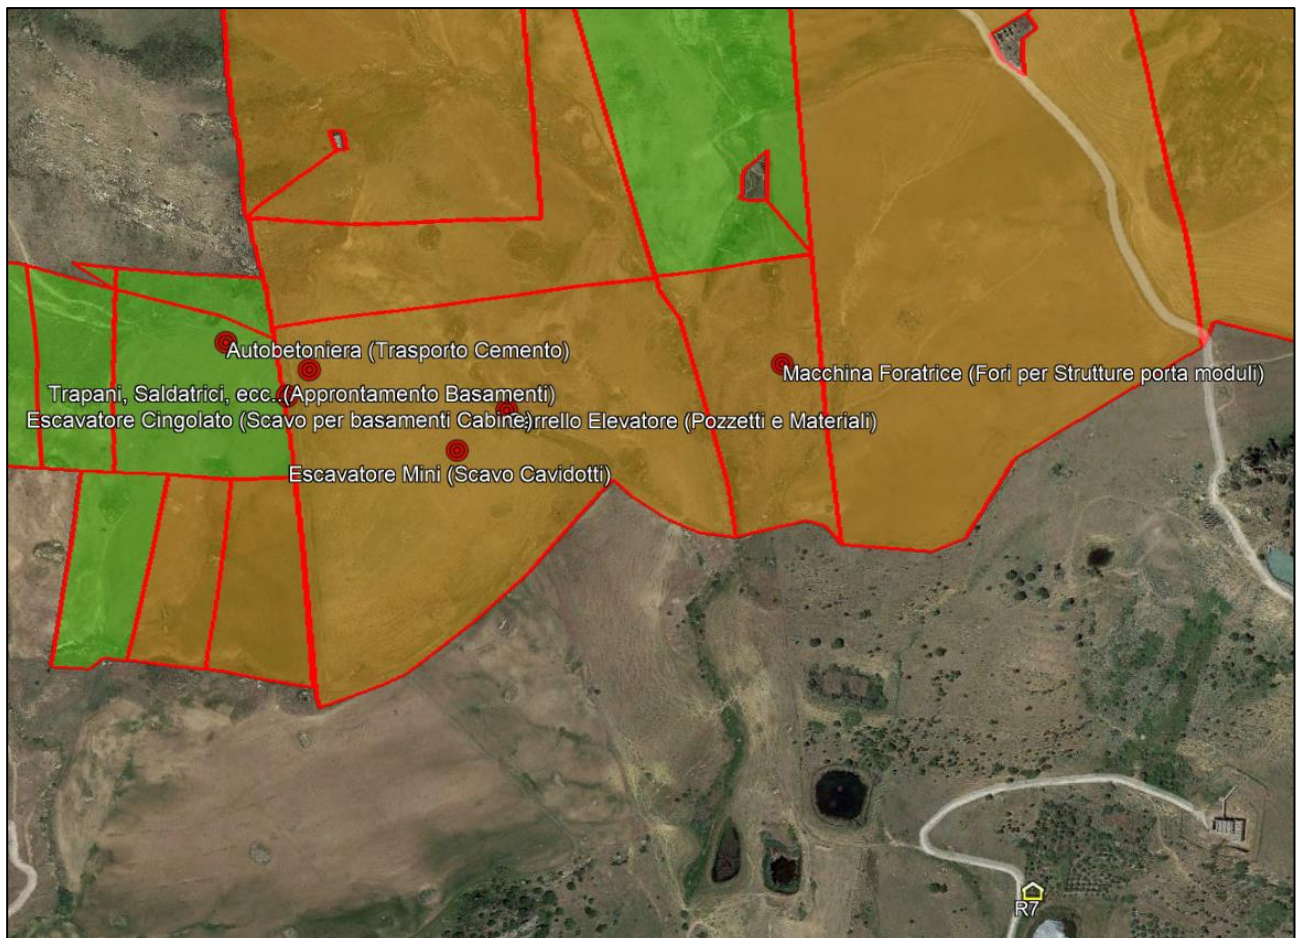 Autobetoniera (Trasporto Cemento)
Macchina Foratrice (Fori per Strutture porta moduli)
Trapani, Saldatrici, ecc..(Approntamento Basamenti)
Escavatore Cingolato (Scavo per basamenti Cabine)
Elevatore (Pozzetti e Materiali)
Escavatore Mini (Scavo Cavidotti)
R7